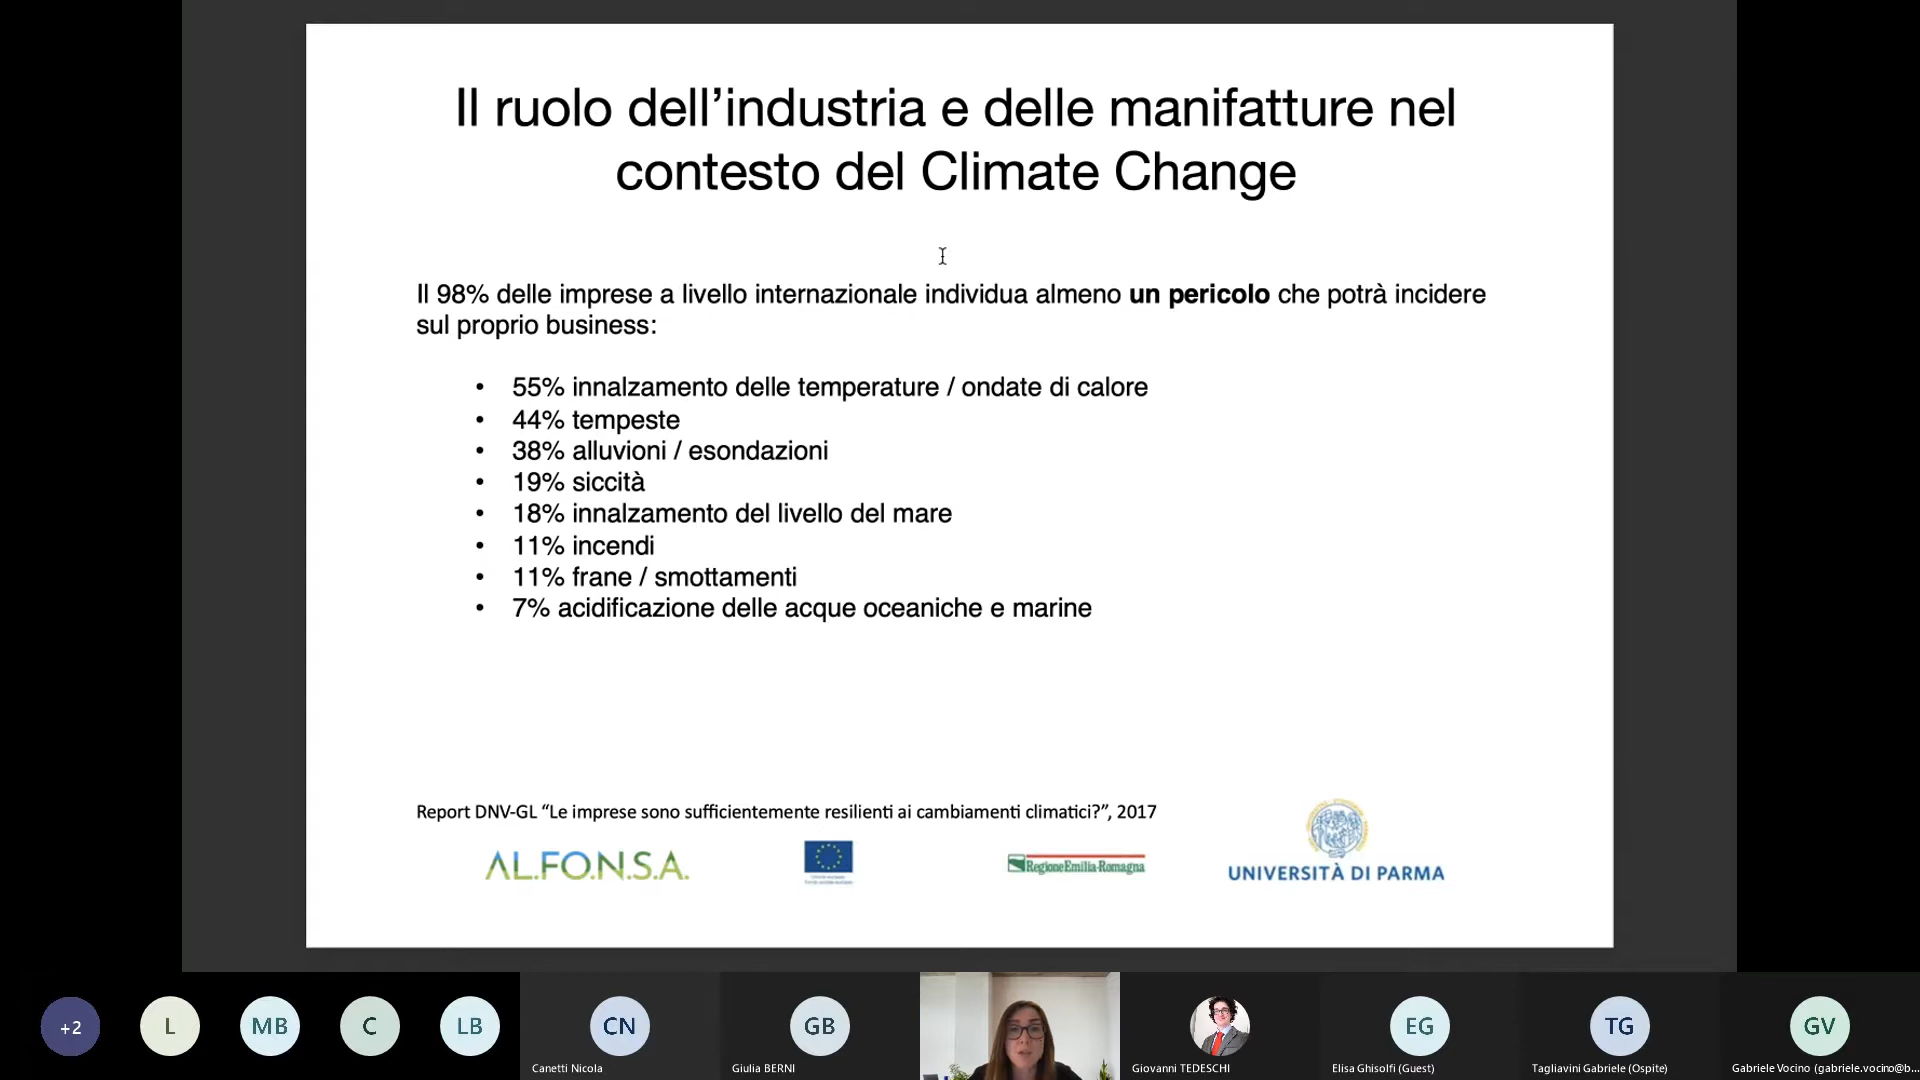 Il ruolo dell’industria e delle manifatture nel
contesto del Climate Change
Il 98% delle imprese a livello internazionale individua almeno un pericolo che potrà incidere
sul proprio business:
• 55% innalzamento delle temperature / ondate di calore
• 44% tempeste
• 38% alluvioni / esondazioni
• 19% siccità
• 18% innalzamento del livello del mare
• 11% incendi
• 11% frane / smottamenti
• 7% acidificazione delle acque oceaniche e marine
Report DNV-GL “Le imprese sono sufficientemente resilienti ai cambiamenti climatici?”, 2017
AL.FO.N.S.A.
RegioneEmilia-Romagna
UNIVERSITÀ DI PARMA
+2
L
MB
C
LB
CN
GB
EG
TG
GV
Canetti Nicola
Giulia BERNI
Giovanni TEDESCHI
Elisa Ghisolfi (Guest)
Tagliavini Gabriele (Ospite)
Gabriele Vocino (gabriele.vocino@b...